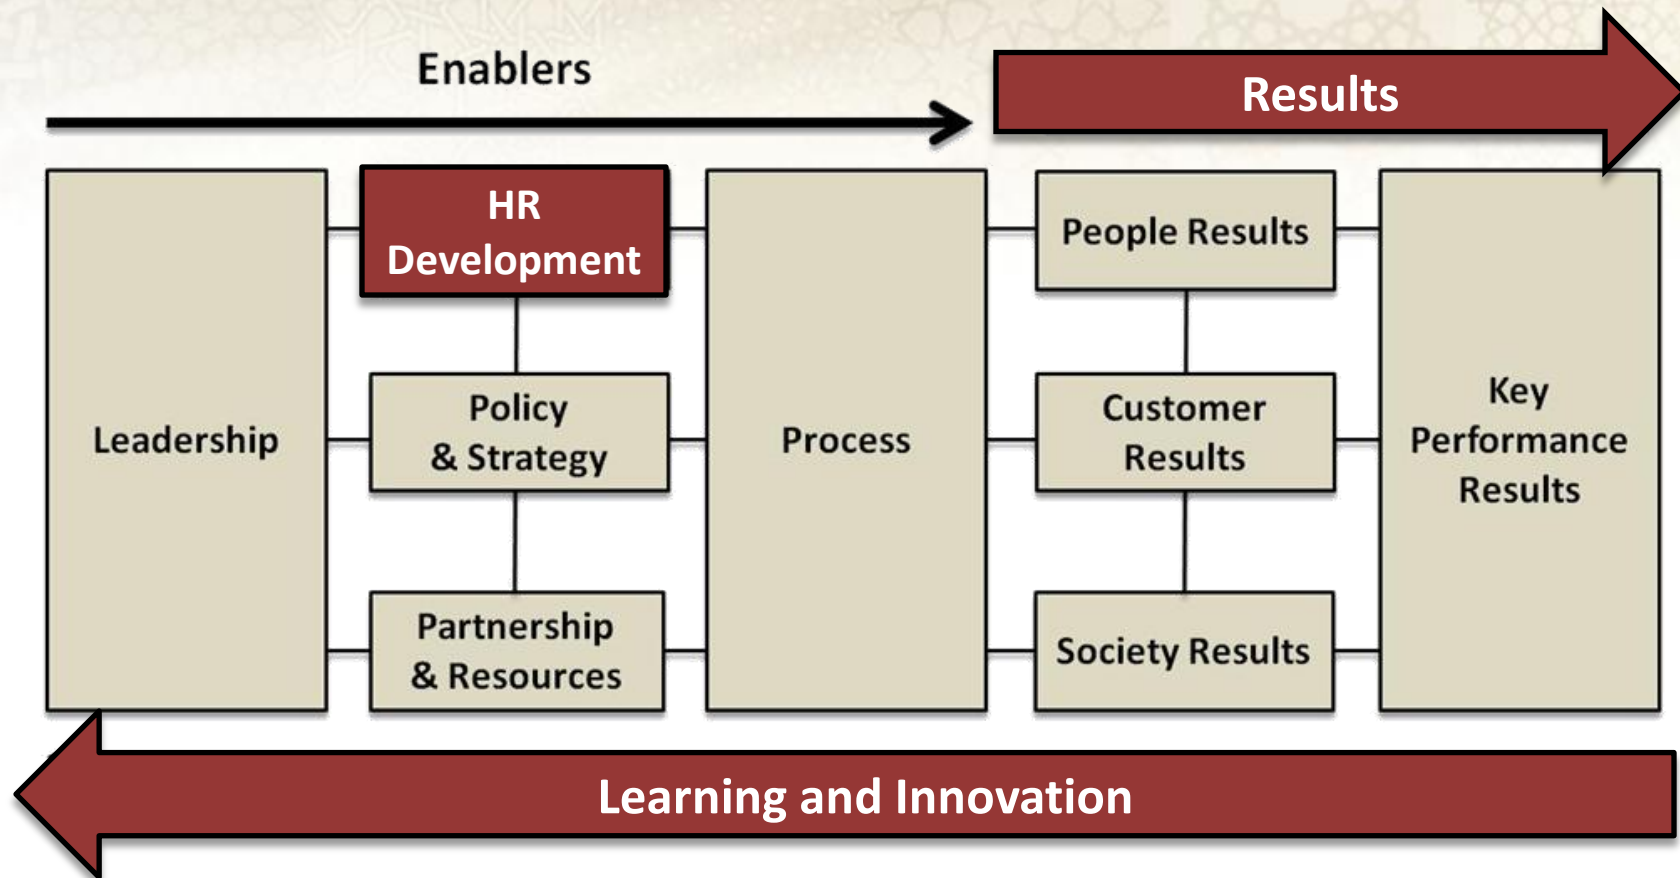 Enablers
Results
Leadership
HR
Development
Policy
& Strategy
Partnership
& Resources
Process
People Results
Customer
Results
Society Results
Key
Performance
Results
Learning and Innovation